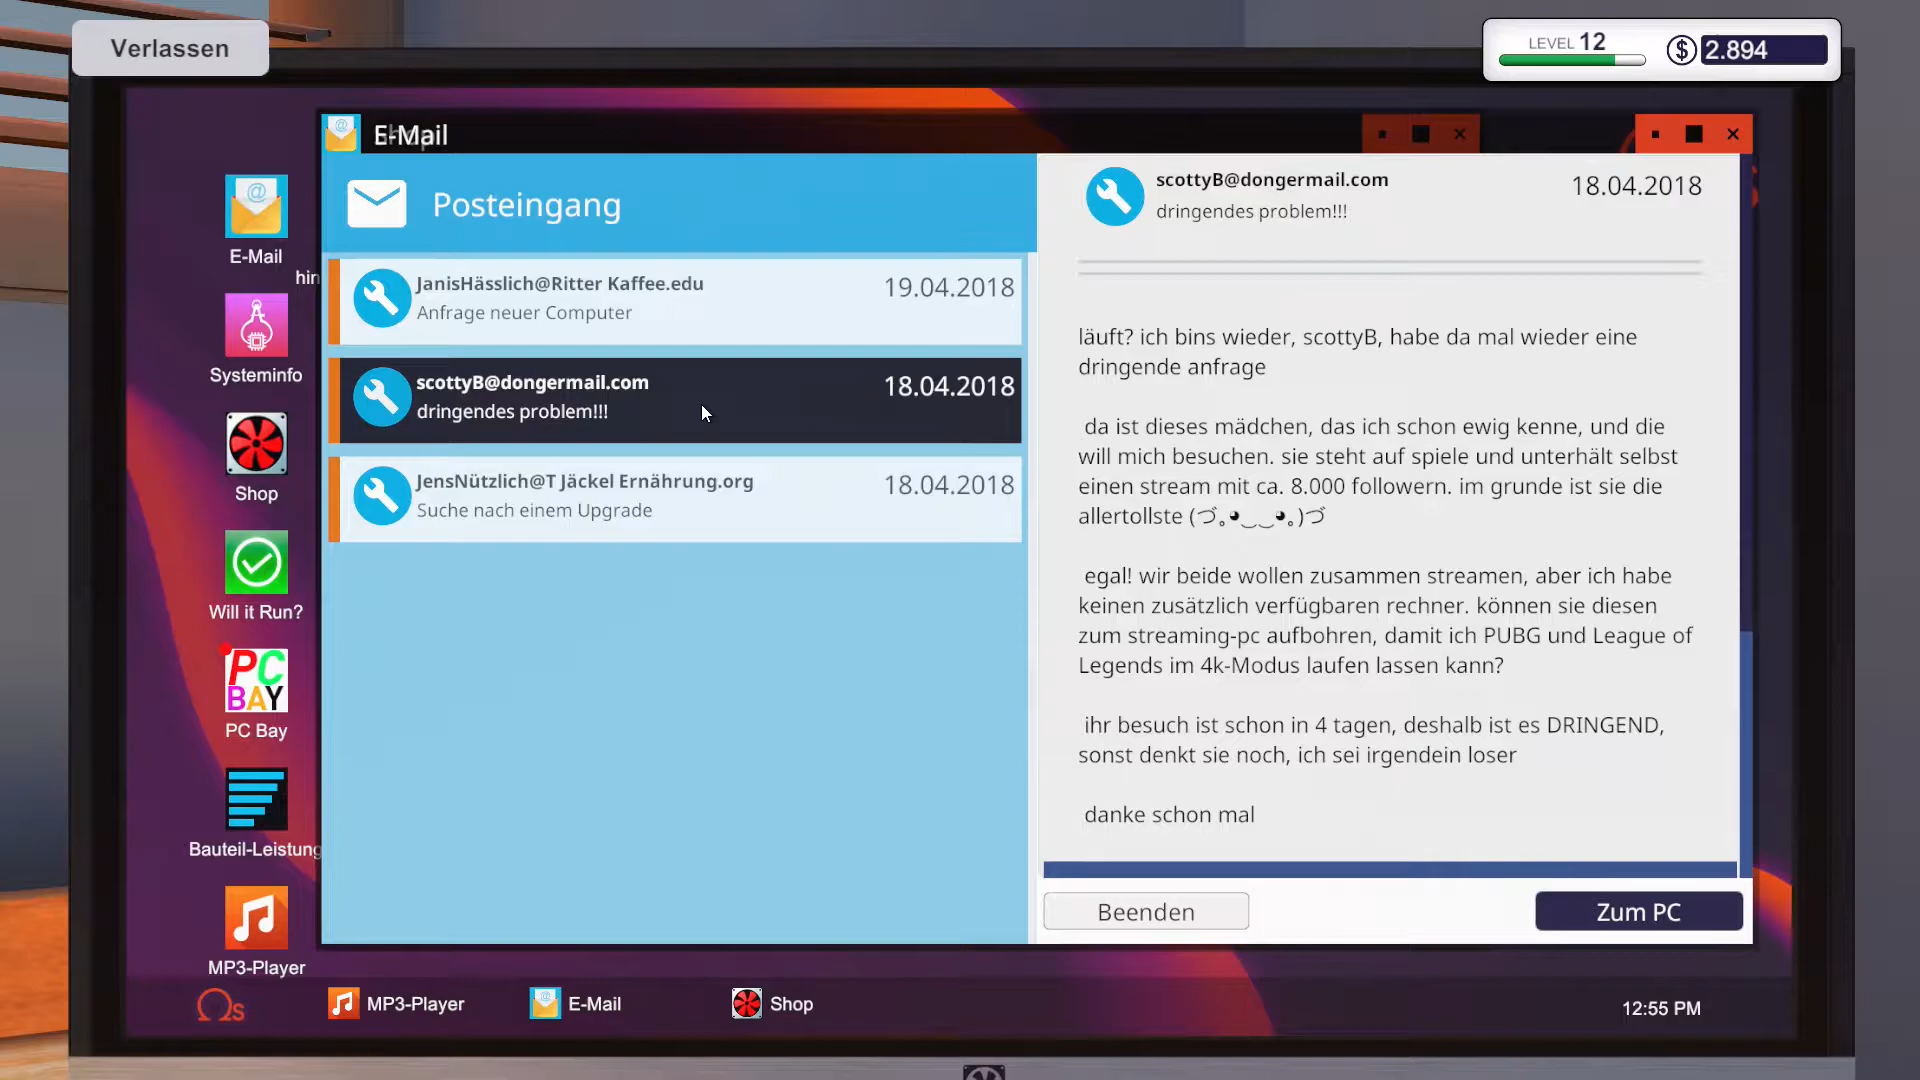 Verlassen
LEVEL 12
$ 2.894
E-Mail
Posteingang
scottyB@dongermail.com
18.04.2018
dringendes problem!!!
E-Mail
hin
Systeminfo
Shop
Will it Run?
PC BAY
PC Bay
Bauteil-Leistung
MP3-Player
JanisHässlich@Ritter Kaffee.edu
19.04.2018
Anfrage neuer Computer
scottyB@dongermail.com
18.04.2018
dringendes problem!!!
JensNützlich@T Jäckel Ernährung.org
18.04.2018
Suche nach einem Upgrade
läuft? ich bins wieder, scottyB, habe da mal wieder eine
dringende anfrage
da ist dieses mädchen, das ich schon ewig kenne, und die
will mich besuchen. sie steht auf spiele und unterhält selbst
einen stream mit ca. 8.000 followern. im grunde ist sie die
allertollste (づ｡◕‿‿◕｡)づ
egal! wir beide wollen zusammen streamen, aber ich habe
keinen zusätzlich verfügbaren rechner. können sie diesen
zum streaming-pc aufbohren, damit ich PUBG und League of
Legends im 4k-Modus laufen lassen kann?
ihr besuch ist schon in 4 tagen, deshalb ist es DRINGEND,
sonst denkt sie noch, ich sei irgendein loser
danke schon mal
Beenden
Zum PC
Ωs
MP3-Player
E-Mail
Shop
12:55 PM